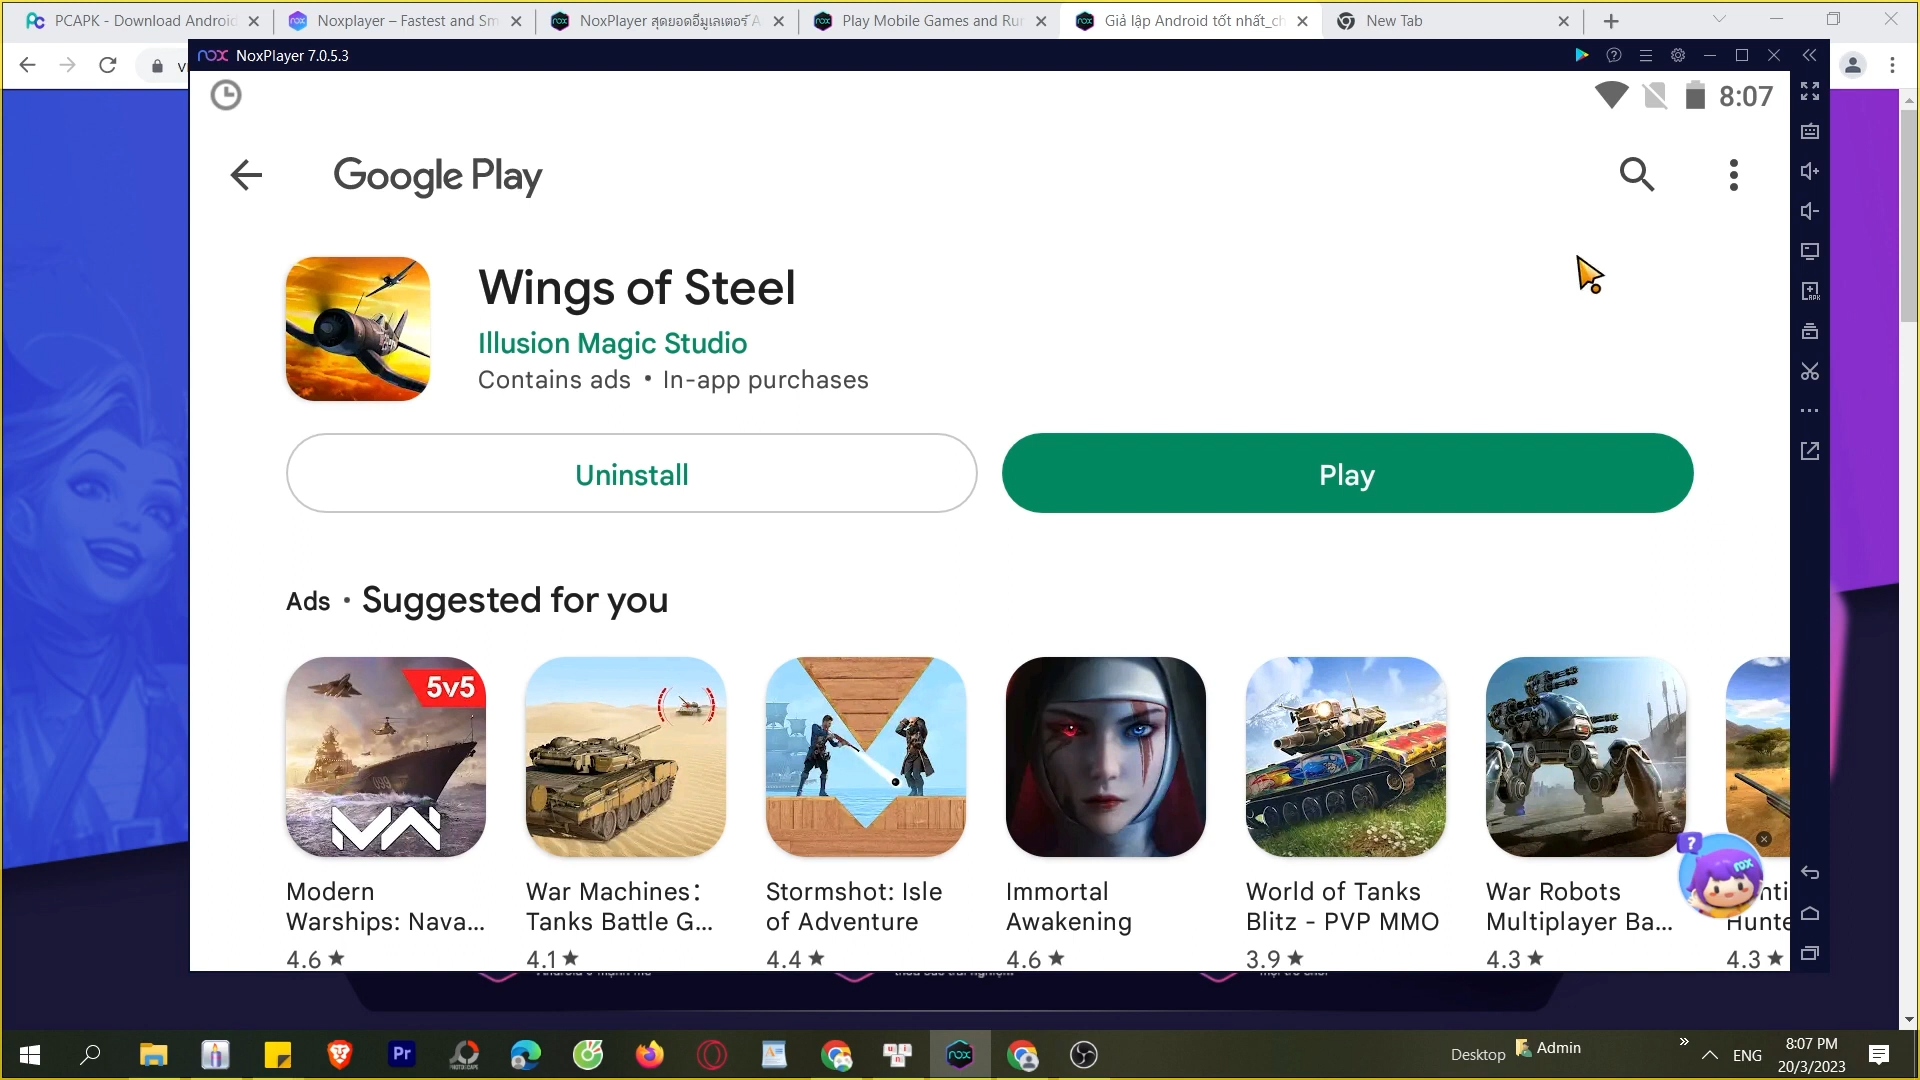 PCAPK - Download Android
Noxplayer – Fastest and Sm
NoxPlayer สุดยอดอีมูเลเตอร์ A
Play Mobile Games and Ru
Giả lập Android tốt nhất_ch
New Tab
nox NoxPlayer 7.0.5.3
8:07
Google Play
Wings of Steel
Illusion Magic Studio
Contains ads • In-app purchases
Uninstall
Play
Ads • Suggested for you
5v5
Modern Warships: Nava...
War Machines: Tanks Battle G...
Stormshot: Isle of Adventure
Immortal Awakening
World of Tanks Blitz - PVP MMO
War Robots Multiplayer Ba...
Hunte
4.6 ★
4.1 ★
4.4 ★
4.6 ★
3.9 ★
4.3 ★
4.3 ★
Desktop
Admin
ENG
8:07 PM
20/3/2023